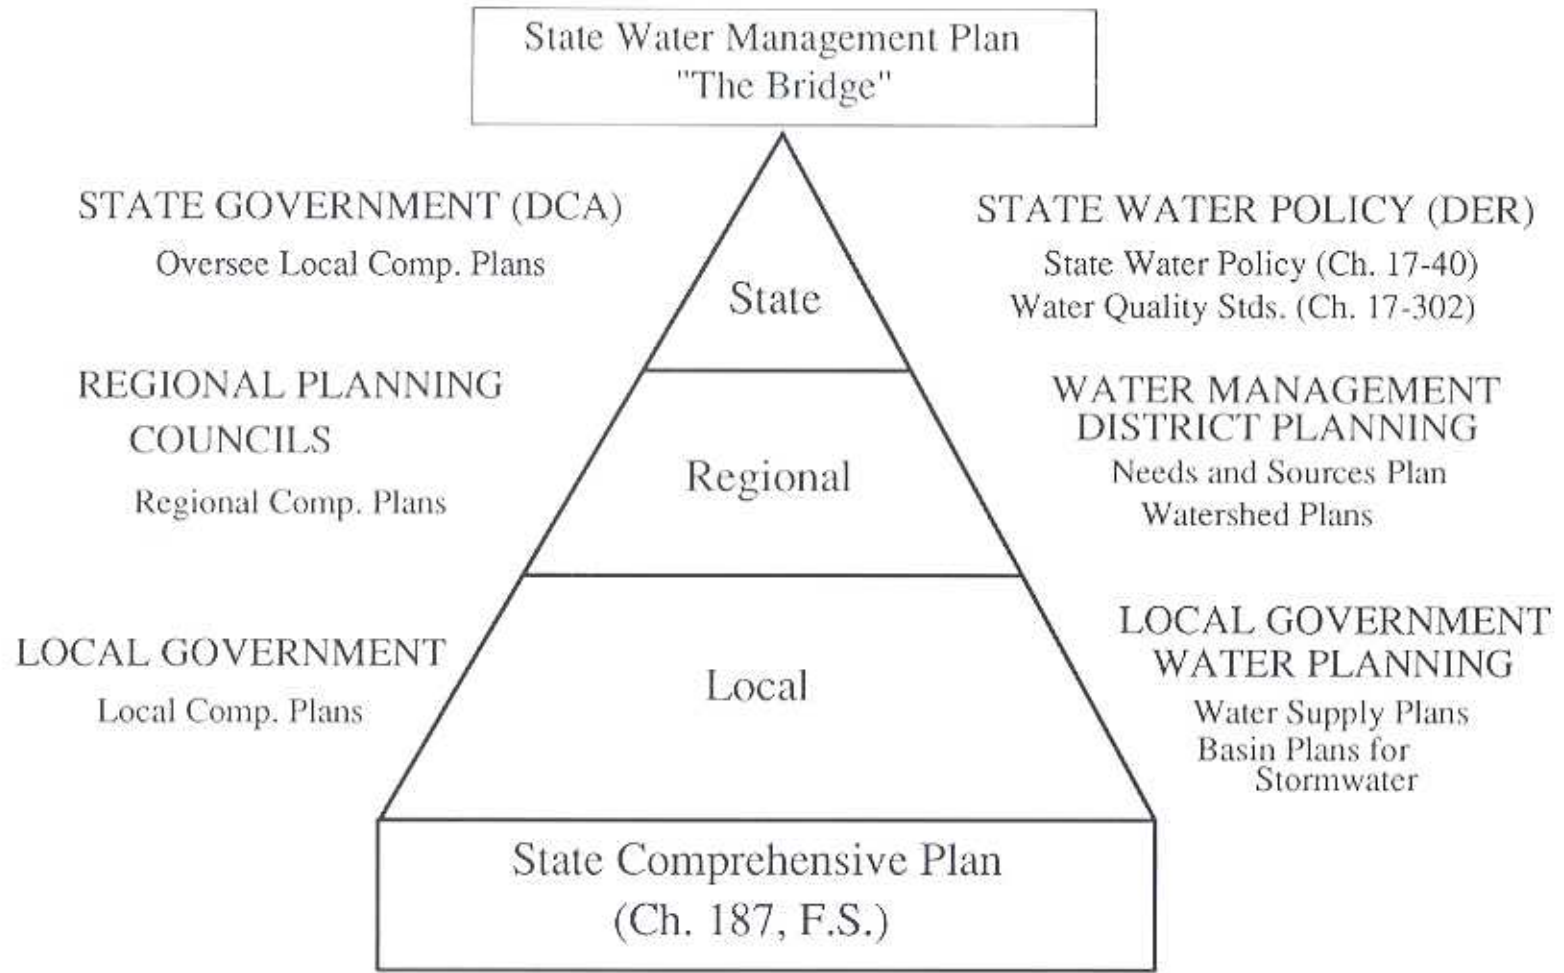 State Water Management Plan
"The Bridge"
STATE GOVERNMENT (DCA)
Oversee Local Comp. Plans
STATE WATER POLICY (DER)
State Water Policy (Ch. 17-40)
Water Quality Stds. (Ch. 17-302)
State
REGIONAL PLANNING
COUNCILS
Regional Comp. Plans
WATER MANAGEMENT
DISTRICT PLANNING
Needs and Sources Plan
Watershed Plans
Regional
LOCAL GOVERNMENT
Local Comp. Plans
LOCAL GOVERNMENT
WATER PLANNING
Water Supply Plans
Basin Plans for
Stormwater
Local
State Comprehensive Plan
(Ch. 187, F.S.)